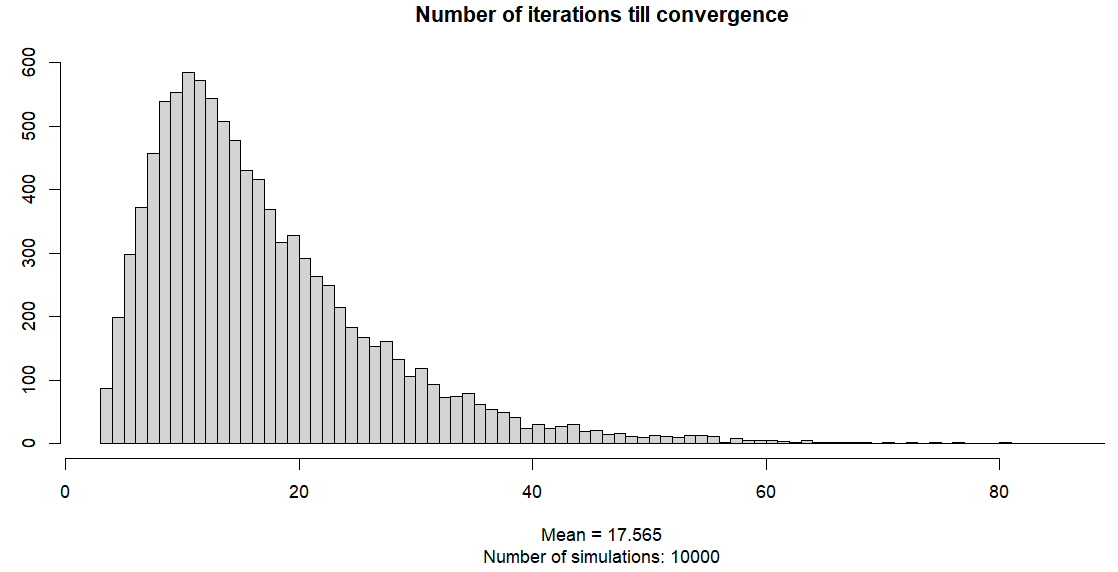 Number of iterations till convergence
600
500
400
300
200
100
0
0 20 40 60 80
Mean = 17.565
Number of simulations: 10000